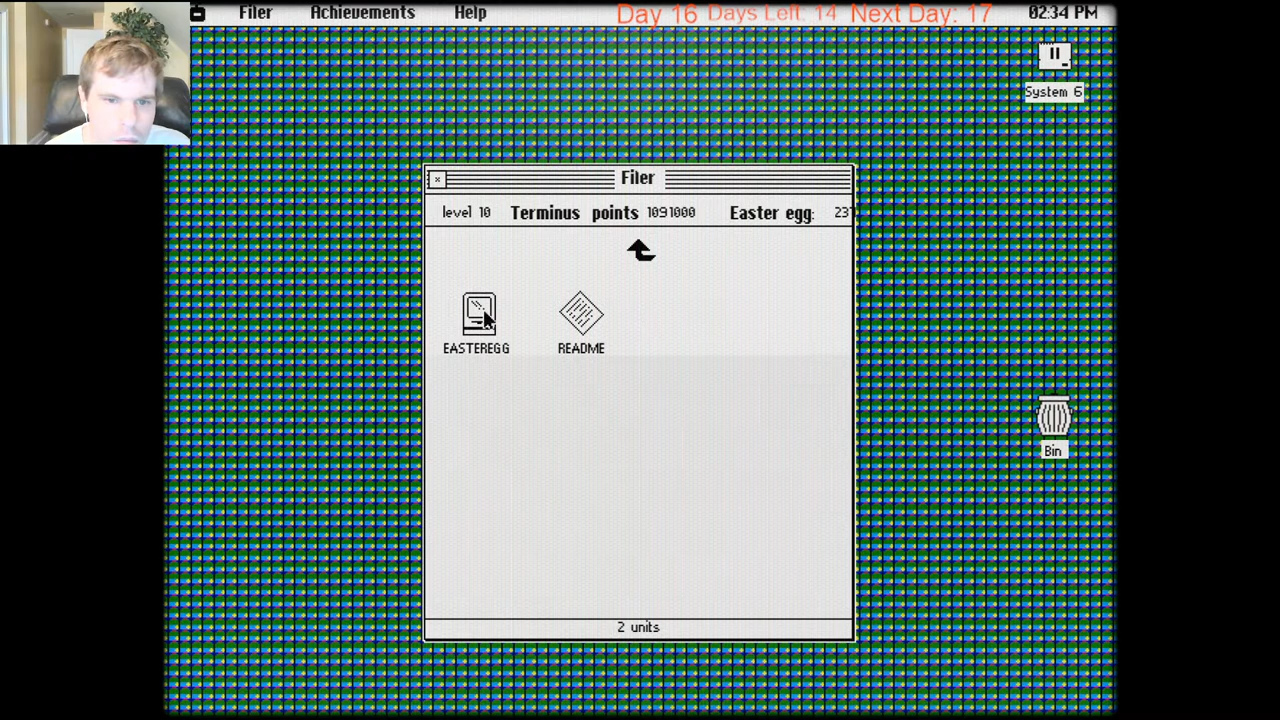 Filer Achievements Help Day 16 Days Left: 14 Next Day: 17 02:34 PM
System 6
Filer
level 10 Terminus points 1091000 Easter egg:
EASTEREGG README
Bin
2 units